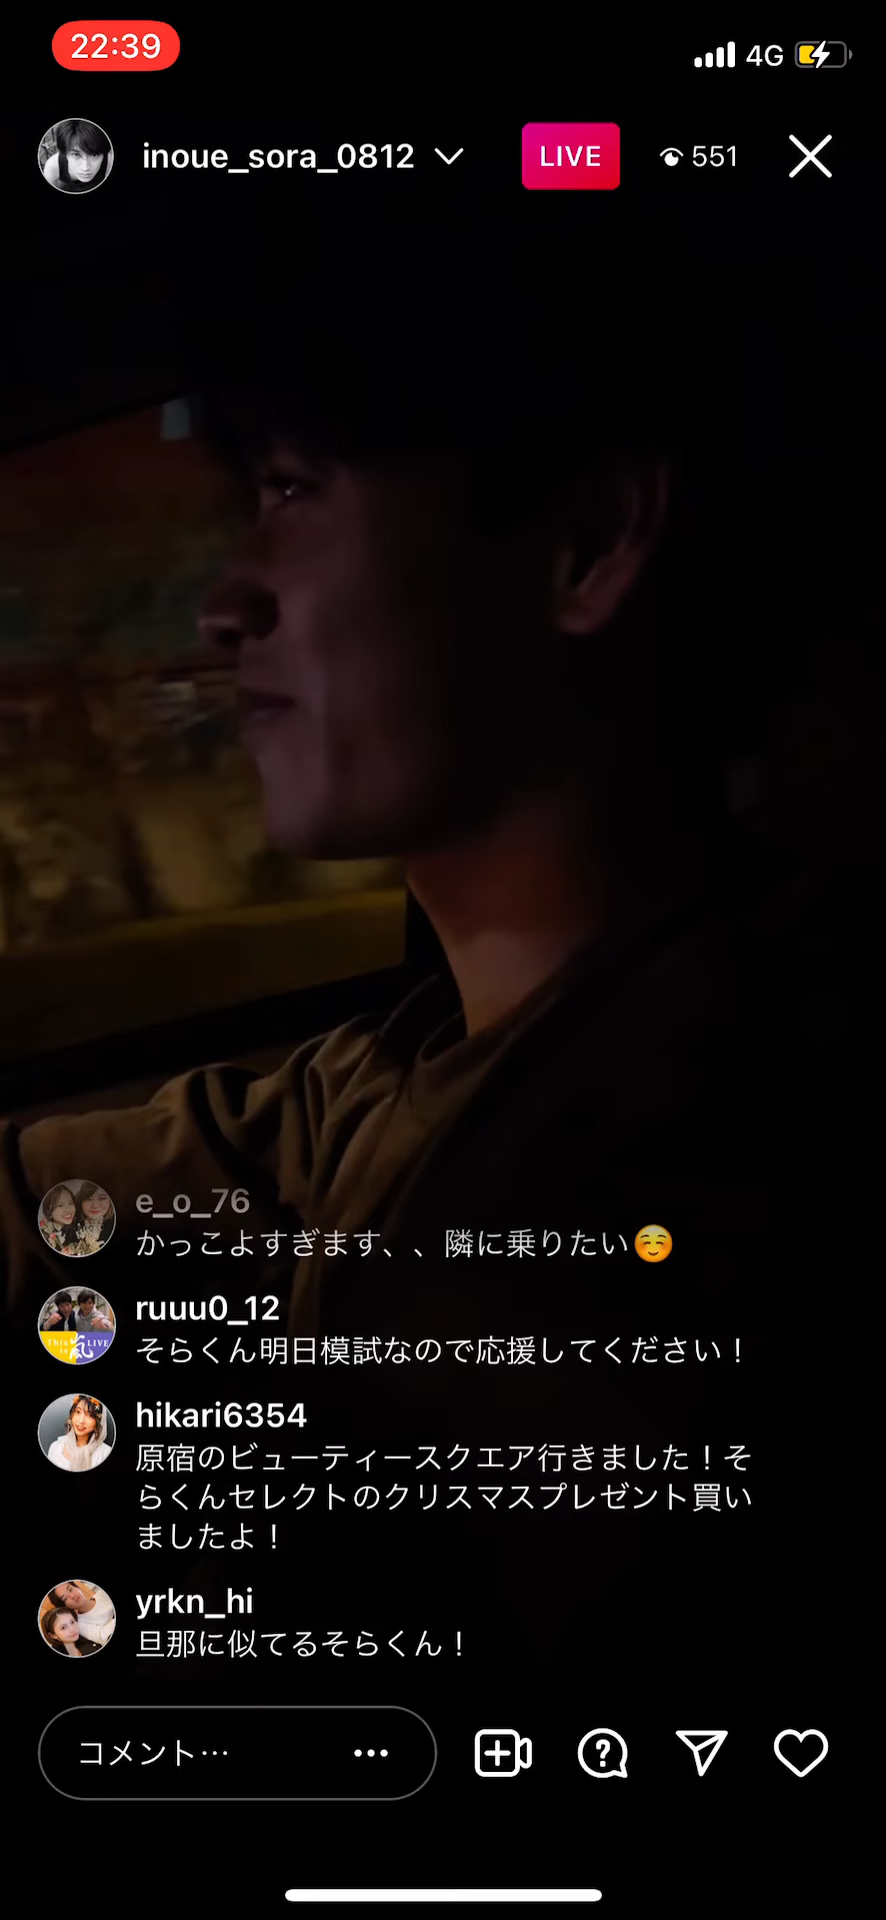 22:39
4G
inoue_sora_0812
LIVE
551
e_o_76
かっこよすぎます、、隣に乗りたい☺️
ruuu0_12
そらくん明日模試なので応援してください！
This is 嵐 LIVE
hikari6354
原宿のビューティースクエア行きました！そ
らくんセレクトのクリスマスプレゼント買い
ましたよ！
yrkn_hi
旦那に似てるそらくん！
コメント…